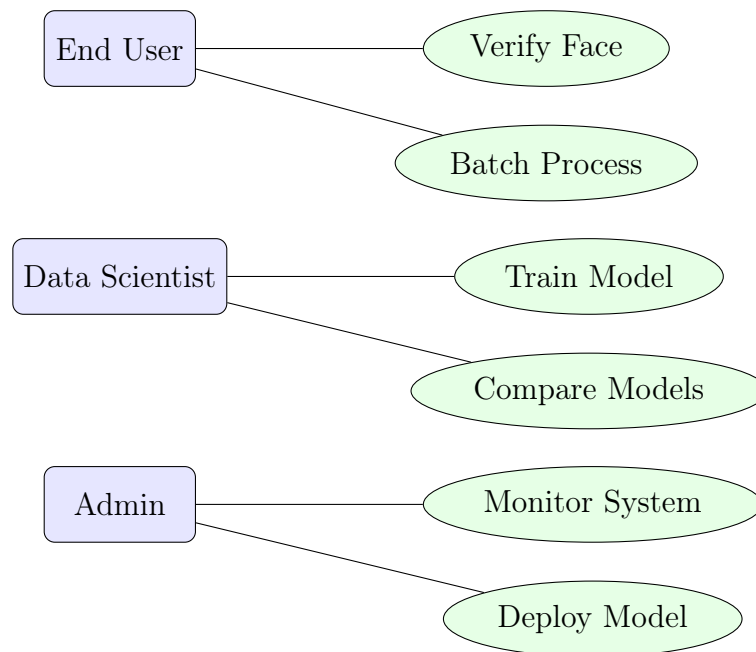 End User
Verify Face
Batch Process
Data Scientist
Train Model
Compare Models
Admin
Monitor System
Deploy Model